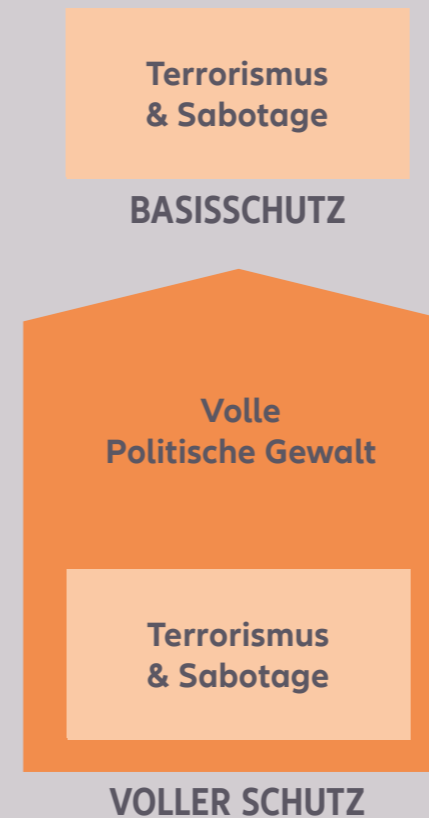 Terrorismus
& Sabotage
BASISSCHUTZ
Volle
Politische Gewalt
Terrorismus
& Sabotage
VOLLER SCHUTZ